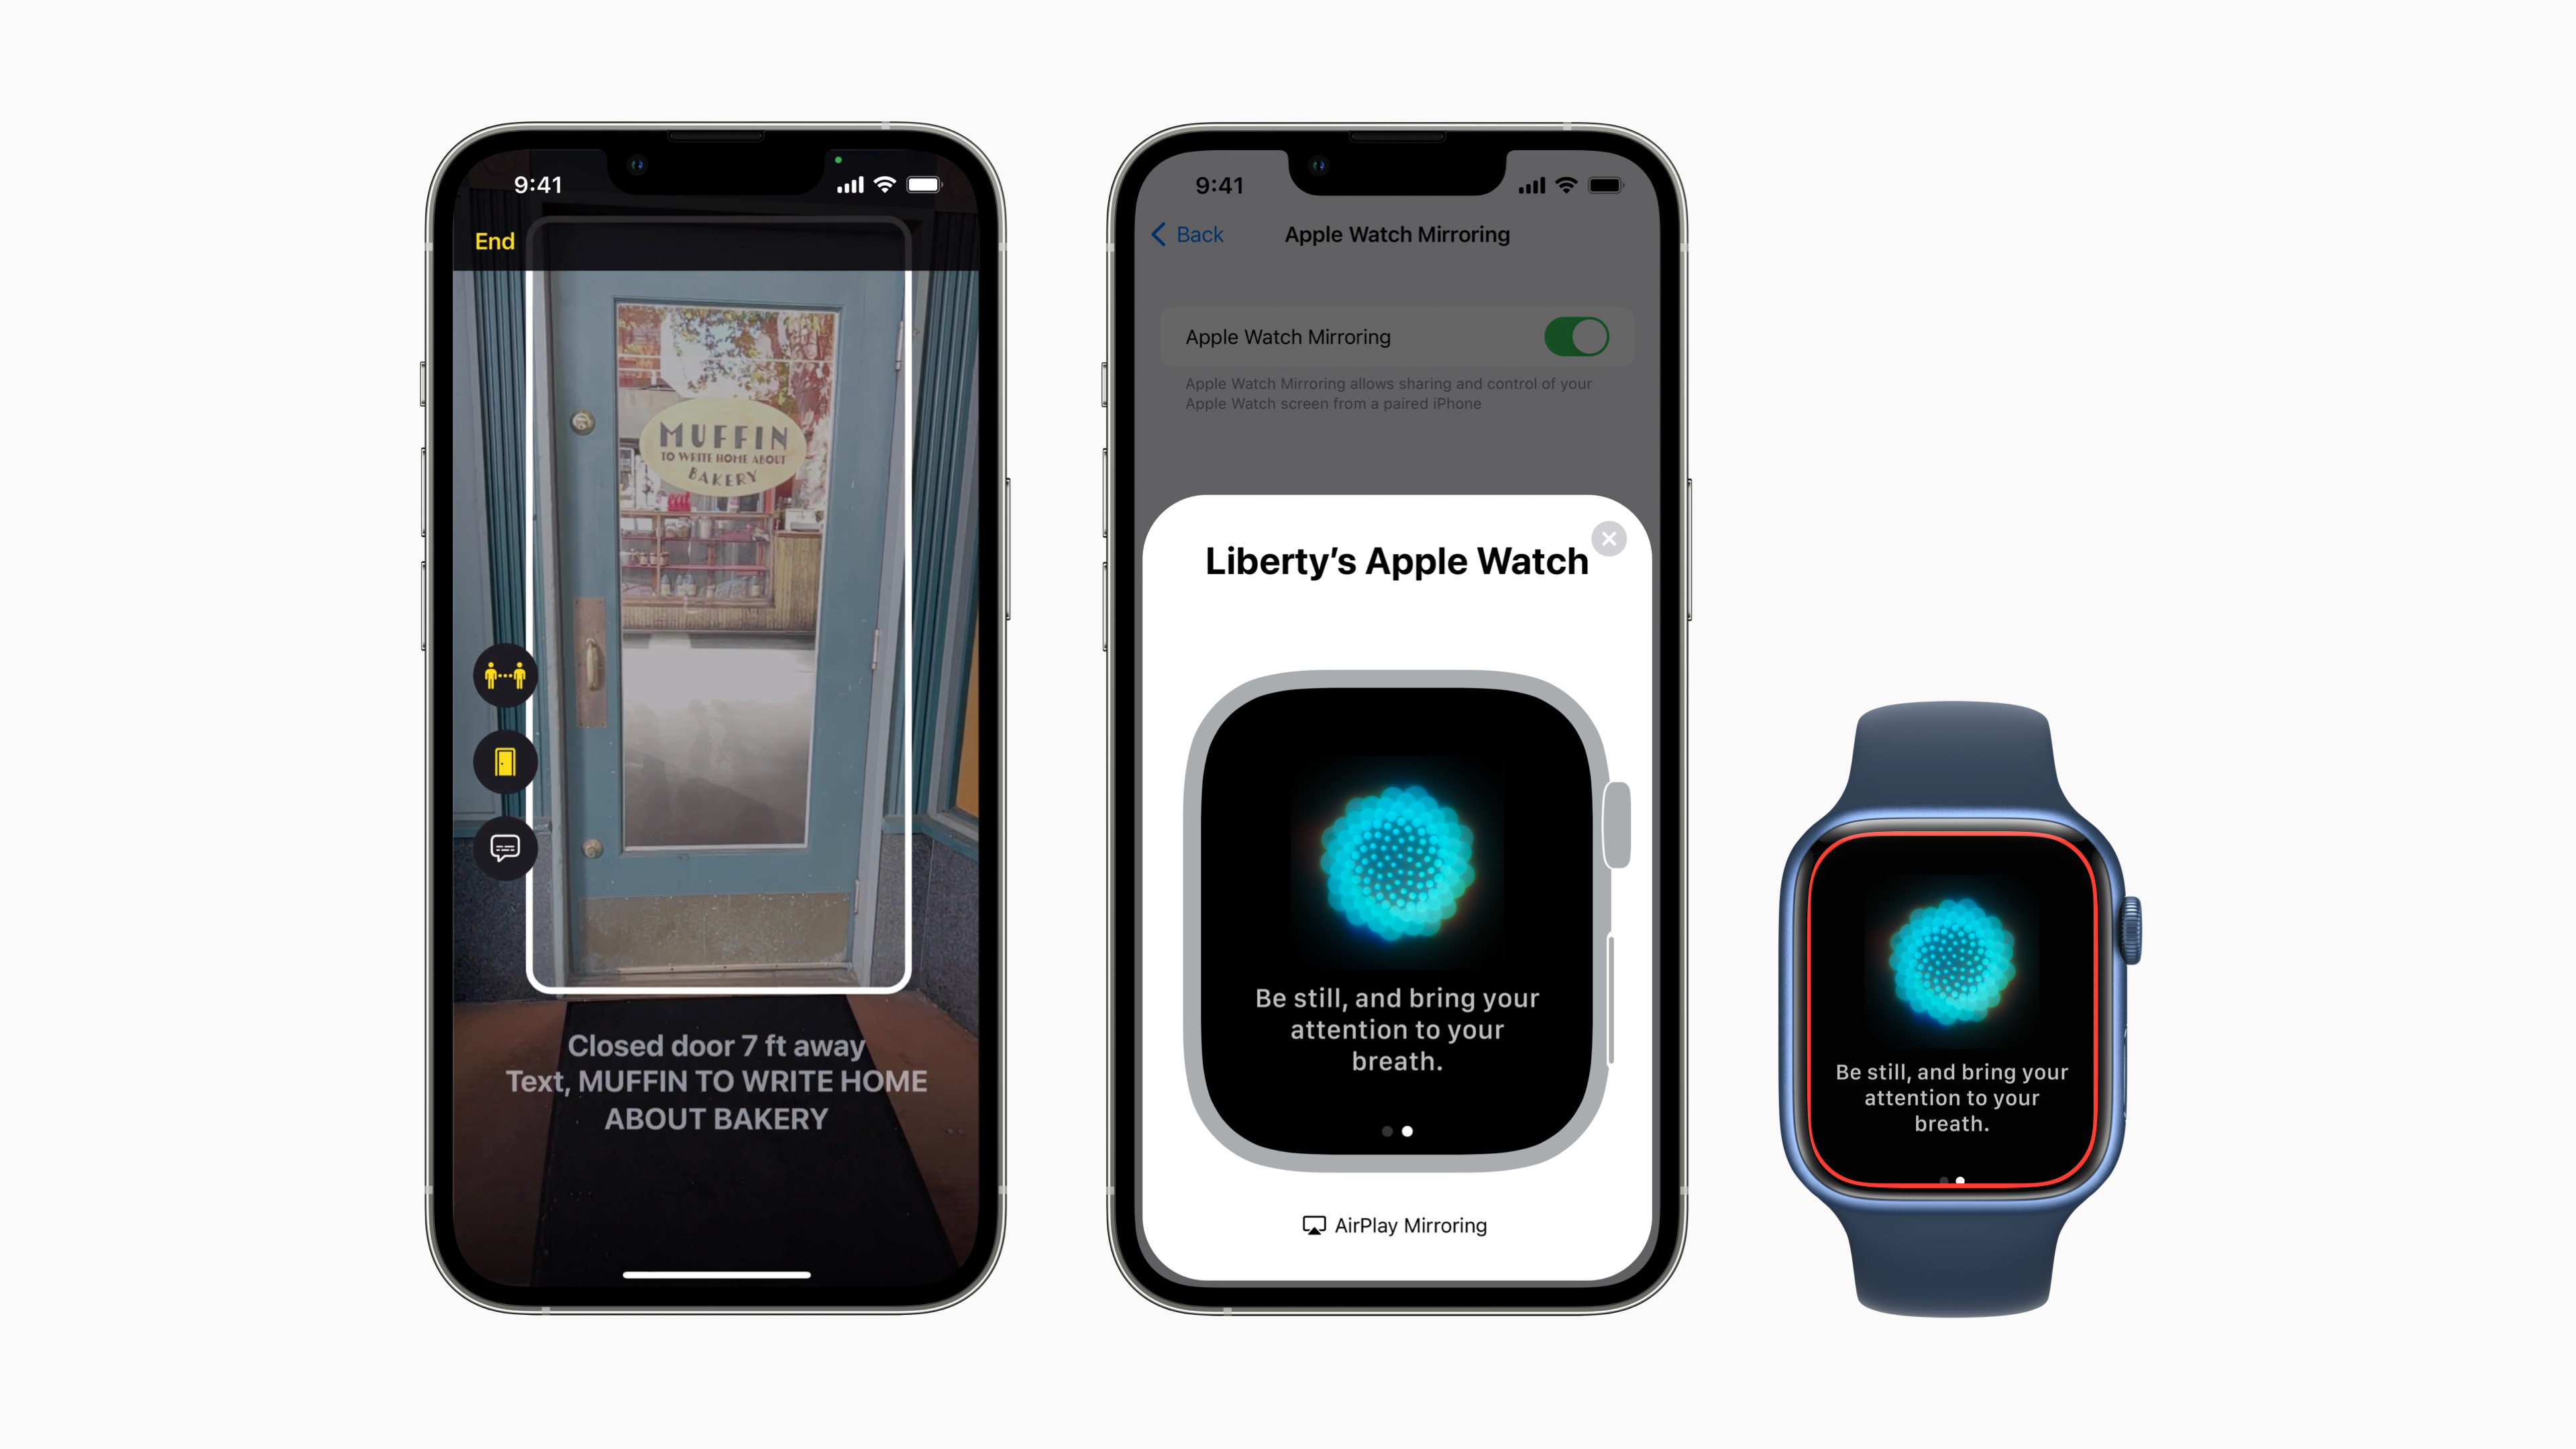 9:41
End
MUFFIN
TO WRITE HOME ABOUT
BAKERY
Closed door 7 ft away
Text, MUFFIN TO WRITE HOME
ABOUT BAKERY
9:41
Back
Apple Watch Mirroring
Apple Watch Mirroring
Apple Watch Mirroring allows sharing and control of your
Apple Watch screen from a paired iPhone
Liberty’s Apple Watch
Be still, and bring your
attention to your
breath.
AirPlay Mirroring
Be still, and bring your
attention to your
breath.